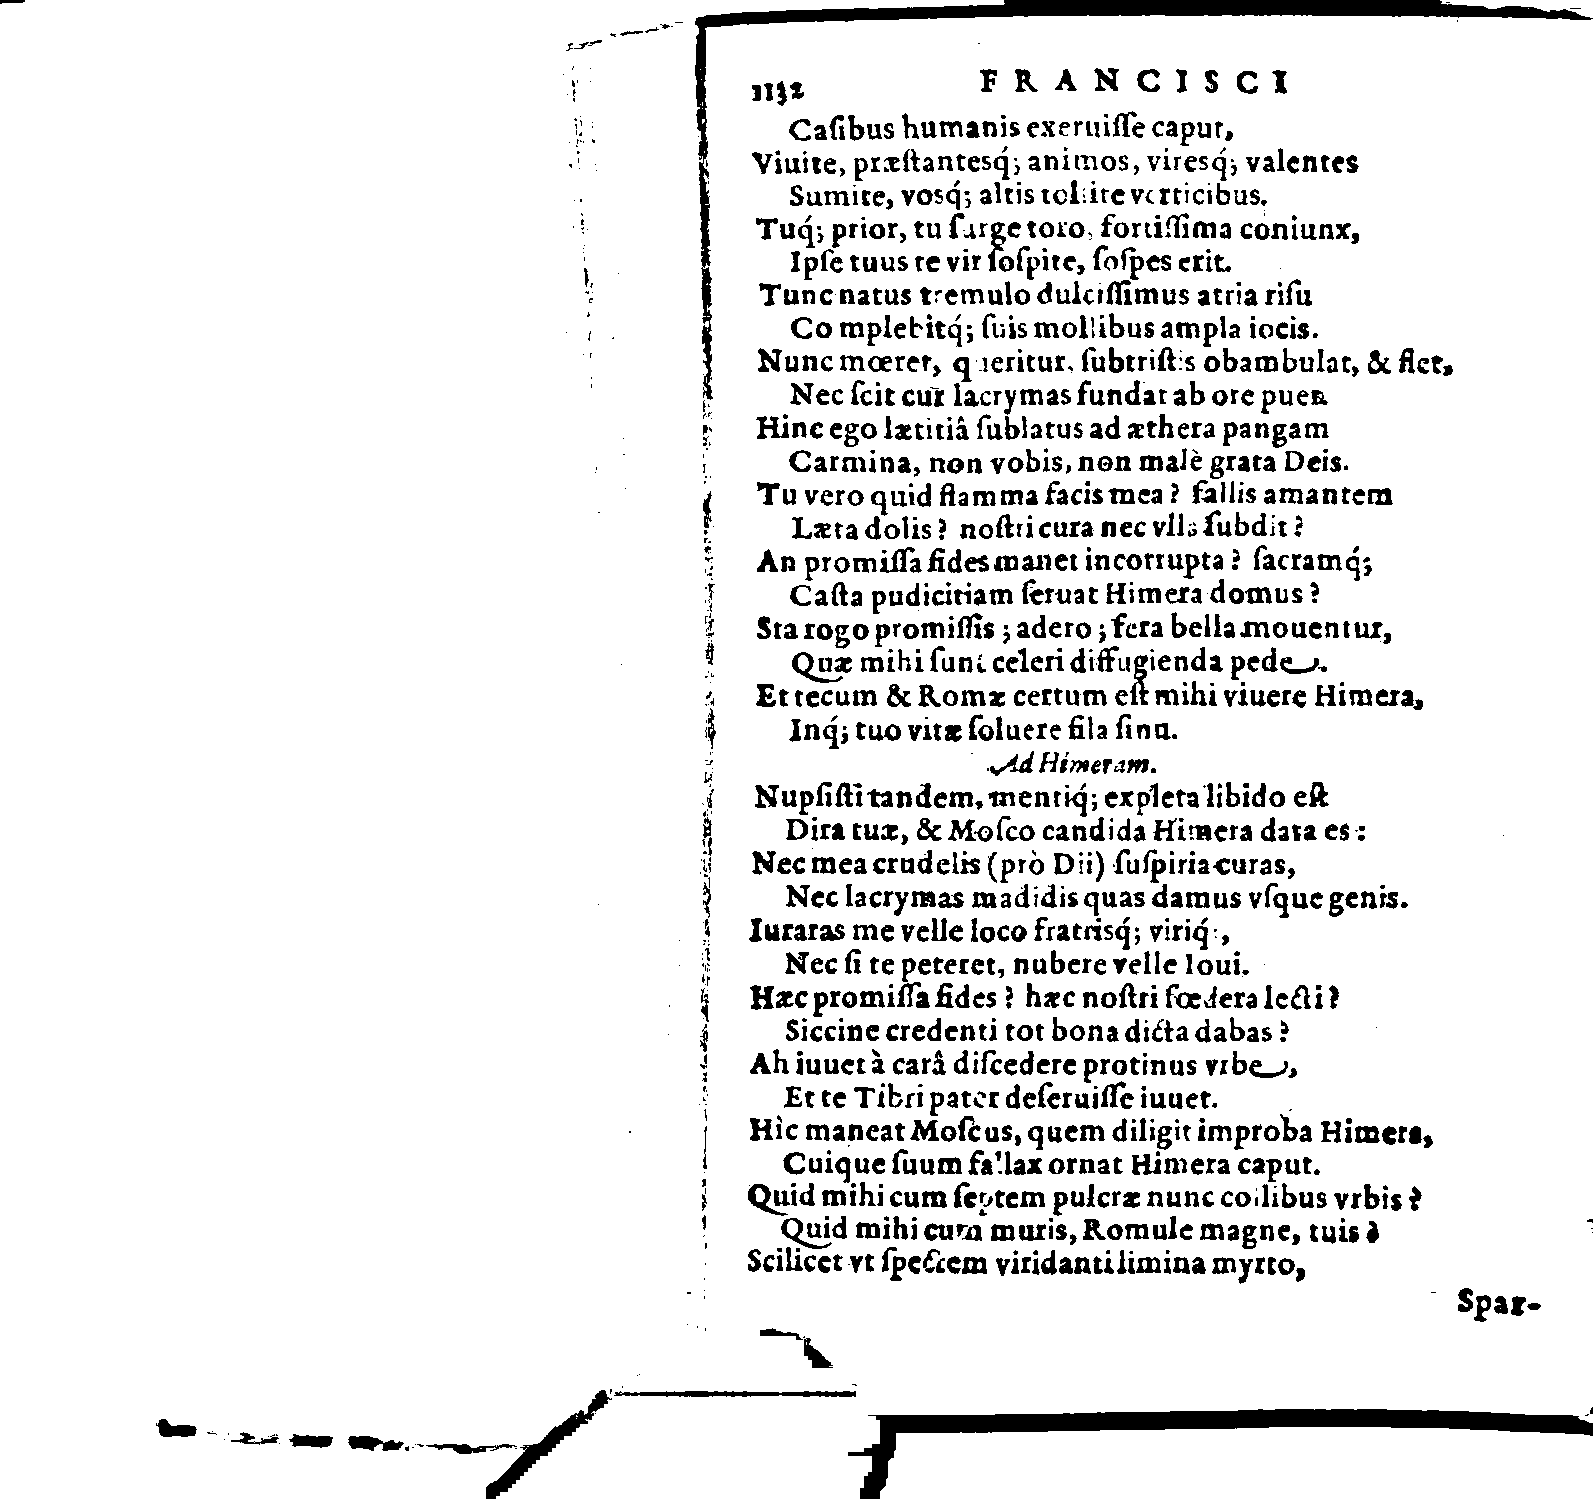 1132 FRANCISCI
Caſibus humanis exeruiſſe caput,
Viuite, præſtantesq́; animos, viresq́; valentes
Sumite, vosq́; altis tollite verticibus.
Tuq́; prior, tu ſurge toro, fortiſſima coniunx,
Ipſe tuus te vir ſoſpite, ſoſpes erit.
Tunc natus tremulo dulciſſimus atria riſu
Complebitq́; ſuis mollibus ampla iocis.
Nunc mœret, queritur, ſubtriſtis obambulat, & flet,
Nec ſcit cur lacrymas fundat ab ore puer.
Hinc ego lætitiâ ſublatus ad æthera pangam
Carmina, non vobis, non malè grata Deis.
Tu vero quid flamma facis mea? fallis amantem
Læta dolis? noſtri cura nec vlla ſubdit?
An promiſſa fides manet incorrupta? ſacramq́;
Caſta pudicitiam ſeruat Himera domus?
Sta rogo promiſſis; adero; fera bella mouentur,
Quæ mihi ſunt celeri diffugienda pede.
Et tecum & Romæ certum eſt mihi viuere Himera,
Inq́; tuo vitæ ſoluere fila ſinu.
Ad Himeram.
Nupſiſti tandem, mentiq́; expleta libido eſt
Dira tuæ, & Moſco candida Himera data es:
Nec mea crudelis (prò Dii) ſuſpiria curas,
Nec lacrymas madidis quas damus vſque genis.
Iuraras me velle loco fratrisq́; viriq́;,
Nec ſi te peteret, nubere velle Ioui.
Hæc promiſſa fides? hæc noſtri fœdera lecti?
Siccine credenti tot bona dicta dabas?
Ah iuuet à carâ diſcedere protinus vrbe,
Et te Tibri pater deſeruiſſe iuuet.
Hìc maneat Moſcus, quem diligit improba Himera,
Cuique ſuum fallax ornat Himera caput.
Quid mihi cum ſeptem pulcræ nunc collibus vrbis?
Quid mihi cum muris, Romule magne, tuis?
Scilicet vt ſpectem viridanti limina myrto,
Spar-